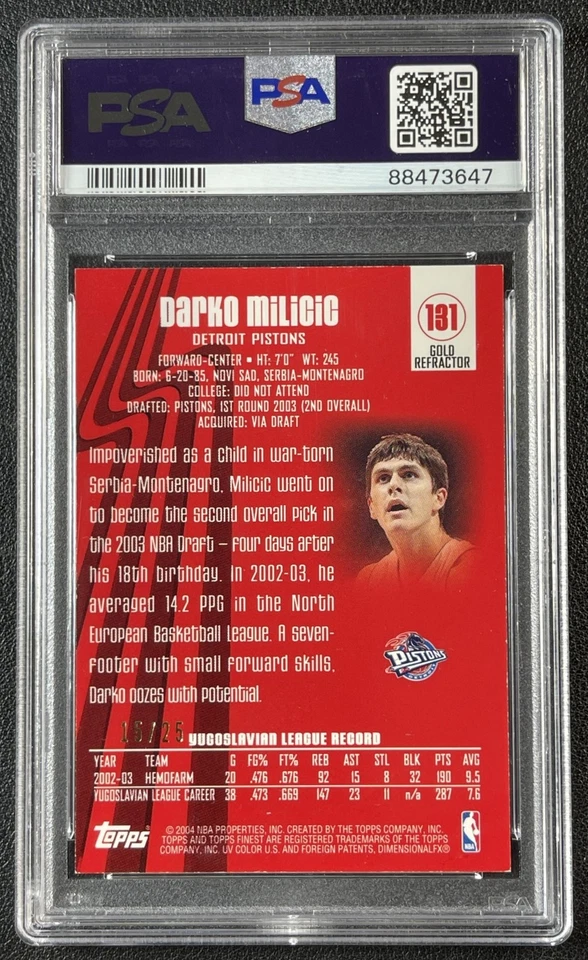 PSA
PSA
88473647
Darko Milicic
131
DETROIT PISTONS
GOLD
REFRACTOR
FORWARD-CENTER • HT: 7'0" WT: 245
BORN: 6-20-85, NOVI SAD, SERBIA-MONTENAGRO
COLLEGE: DID NOT ATTEND
DRAFTED: PISTONS, 1ST ROUND 2003 (2ND OVERALL)
ACQUIRED: VIA DRAFT
Impoverished as a child in war-torn
Serbia-Montenagro, Milicic went on
to become the second overall pick in
the 2003 NBA Draft – four days after
his 18th birthday. In 2002-03, he
averaged 14.2 PPG in the North
European Basketball League. A seven-
footer with small forward skills,
Darko oozes with potential.
PISTONS
DETROIT
/25
YUGOSLAVIAN LEAGUE RECORD
YEAR TEAM G FG% FT% REB AST STL BLK PTS AVG
2002-03 HEMOFARM 20 .476 .676 92 15 8 32 190 9.5
YUGOSLAVIAN LEAGUE CAREER 38 .473 .669 147 23 11 n/a 287 7.6
topps
© 2004 NBA PROPERTIES, INC. CREATED BY THE TOPPS COMPANY, INC.
TOPPS AND TOPPS FINEST ARE REGISTERED TRADEMARKS OF THE TOPPS
COMPANY, INC. UV COLOR U.S. AND FOREIGN PATENTS, DIMENSIONALFX®
NBA
PSA